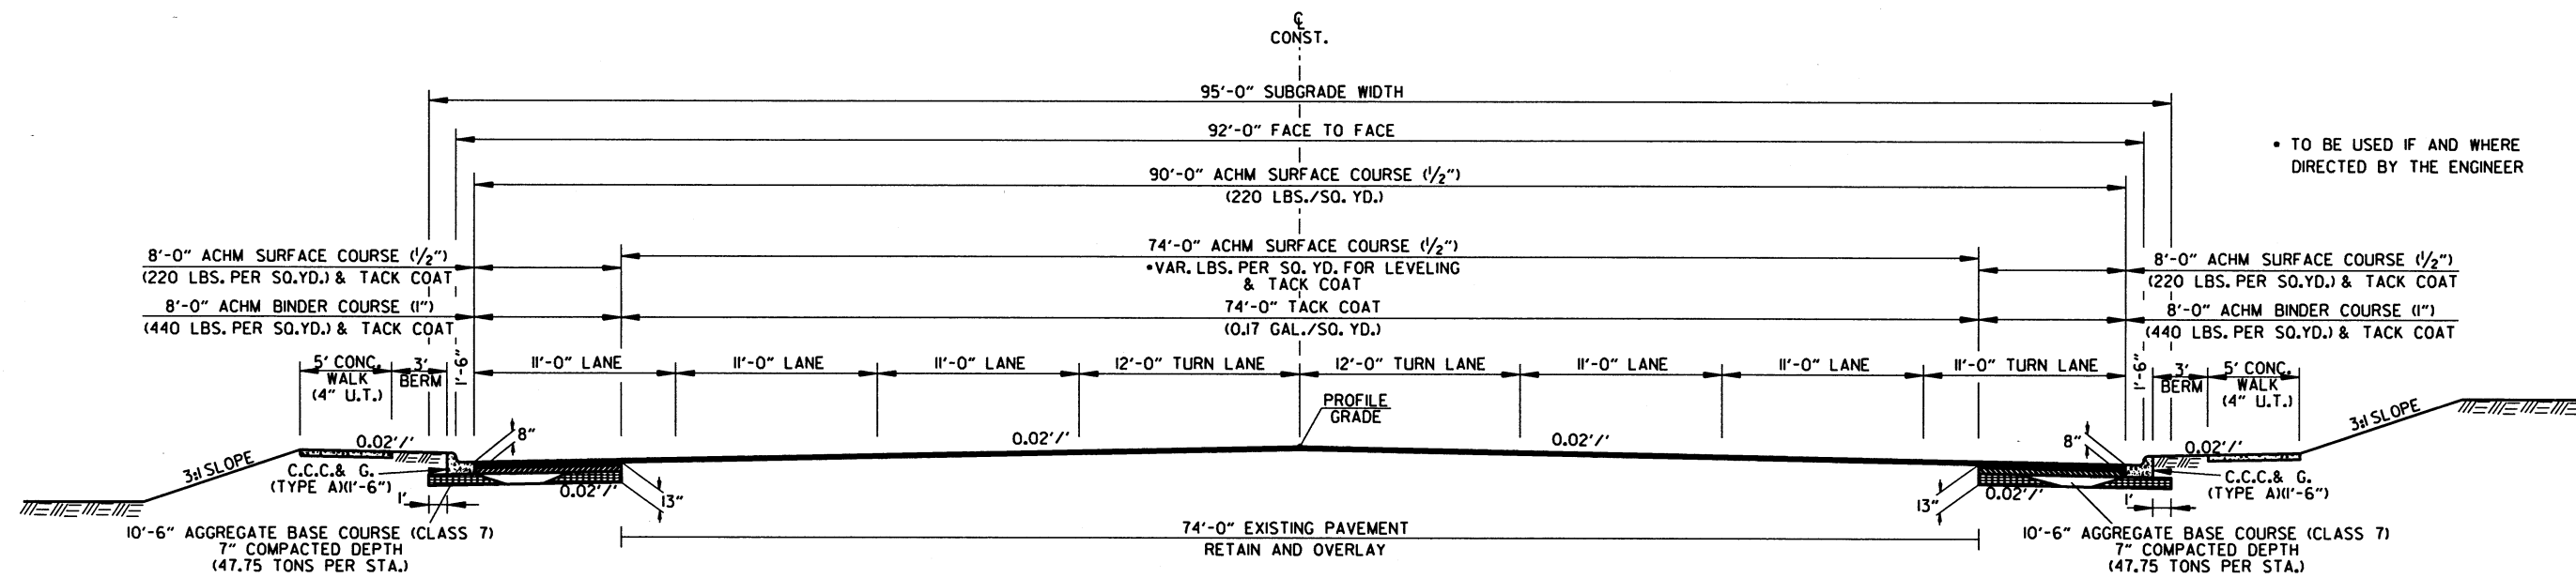 ℄
CONST.
95'-0" SUBGRADE WIDTH
92'-0" FACE TO FACE
• TO BE USED IF AND WHERE
DIRECTED BY THE ENGINEER
90'-0" ACHM SURFACE COURSE (1/2")
(220 LBS./SQ. YD.)
8'-0" ACHM SURFACE COURSE (1/2")
(220 LBS. PER SQ.YD.) & TACK COAT
74'-0" ACHM SURFACE COURSE (1/2")
•VAR. LBS. PER SQ. YD. FOR LEVELING
& TACK COAT
8'-0" ACHM SURFACE COURSE (1/2")
(220 LBS. PER SQ.YD.) & TACK COAT
8'-0" ACHM BINDER COURSE (1")
(440 LBS. PER SQ.YD.) & TACK COAT
74'-0" TACK COAT
(0.17 GAL./SQ. YD.)
8'-0" ACHM BINDER COURSE (1")
(440 LBS. PER SQ.YD.) & TACK COAT
5' CONC.
WALK
(4" U.T.)
3'
BERM
1'-6"
11'-0" LANE
11'-0" LANE
11'-0" LANE
12'-0" TURN LANE
12'-0" TURN LANE
11'-0" LANE
11'-0" LANE
11'-0" TURN LANE
1'-6"
3'
BERM
5' CONC.
WALK
(4" U.T.)
PROFILE
GRADE
3:1 SLOPE
0.02'/'
8"
0.02'/'
0.02'/'
8"
0.02'/'
3:1 SLOPE
C.C.C.& G.
(TYPE A)(1'-6")
1'
0.02'/'
13"
13"
0.02'/'
1'
C.C.C.& G.
(TYPE A)(1'-6")
10'-6" AGGREGATE BASE COURSE (CLASS 7)
7" COMPACTED DEPTH
(47.75 TONS PER STA.)
74'-0" EXISTING PAVEMENT
RETAIN AND OVERLAY
10'-6" AGGREGATE BASE COURSE (CLASS 7)
7" COMPACTED DEPTH
(47.75 TONS PER STA.)